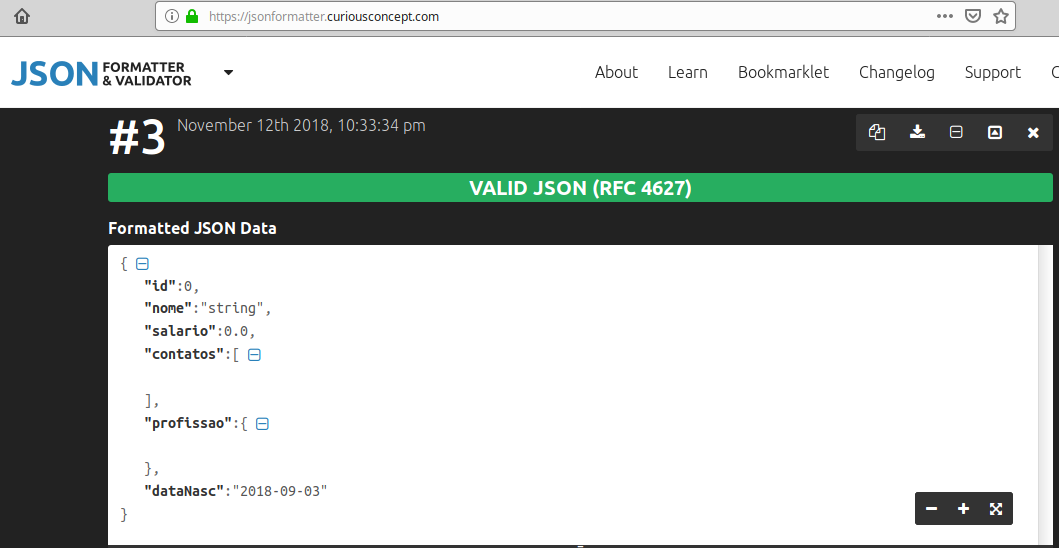 https://jsonformatter.curiousconcept.com
JSON FORMATTER & VALIDATOR
About Learn Bookmarklet Changelog Support
#3 November 12th 2018, 10:33:34 pm
VALID JSON (RFC 4627)
Formatted JSON Data
{
"id":0,
"nome":"string",
"salario":0.0,
"contatos":[
],
"profissao":{
},
"dataNasc":"2018-09-03"
}